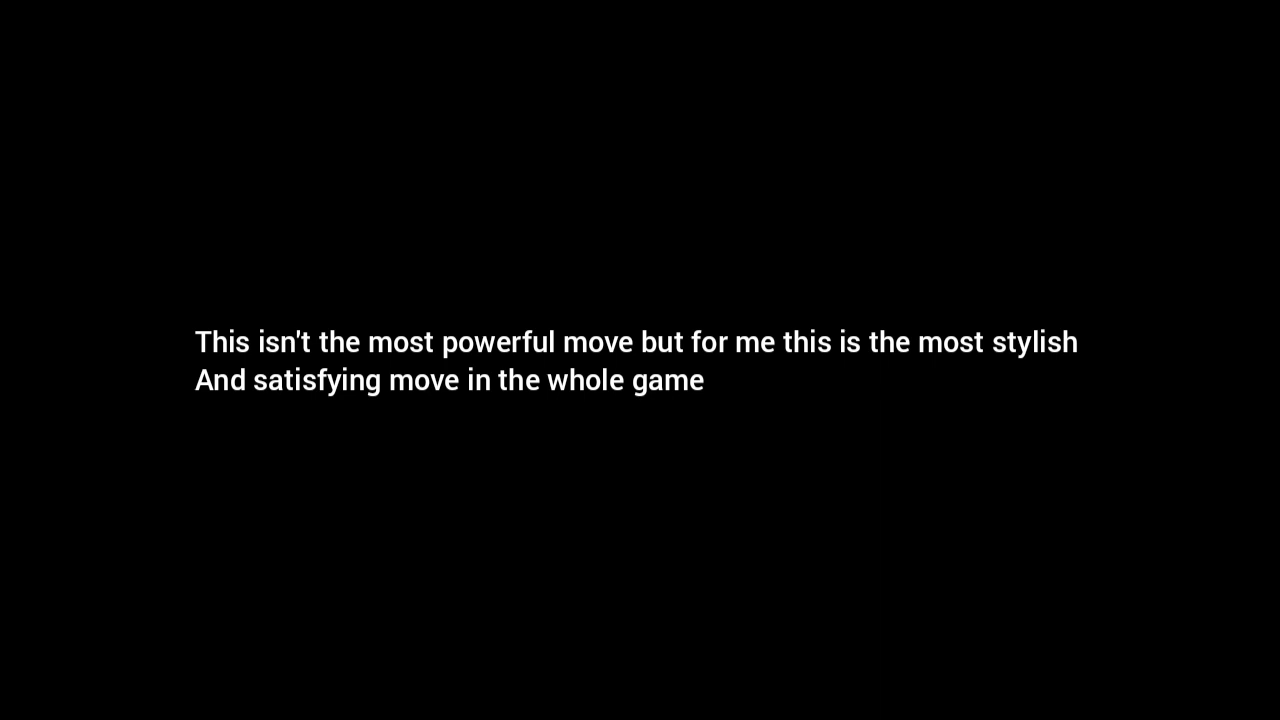 This isn't the most powerful move but for me this is the most stylish
And satisfying move in the whole game